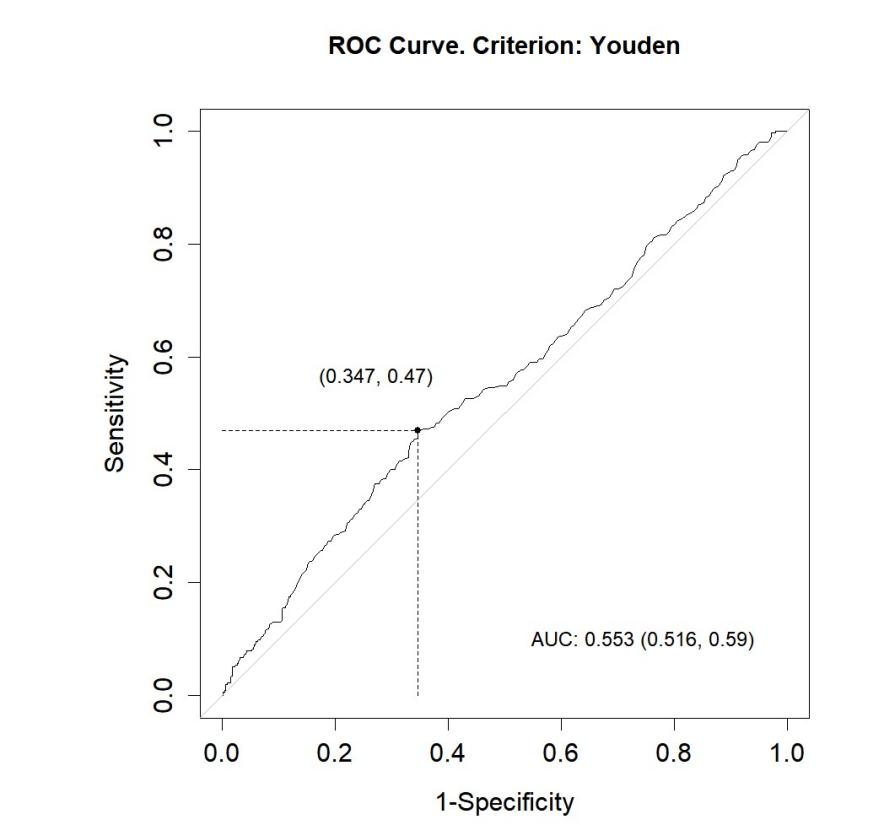 ROC Curve. Criterion: Youden
1.0
0.8
0.6
0.4
0.2
0.0
Sensitivity
(0.347, 0.47)
AUC: 0.553 (0.516, 0.59)
0.0 0.2 0.4 0.6 0.8 1.0
1-Specificity